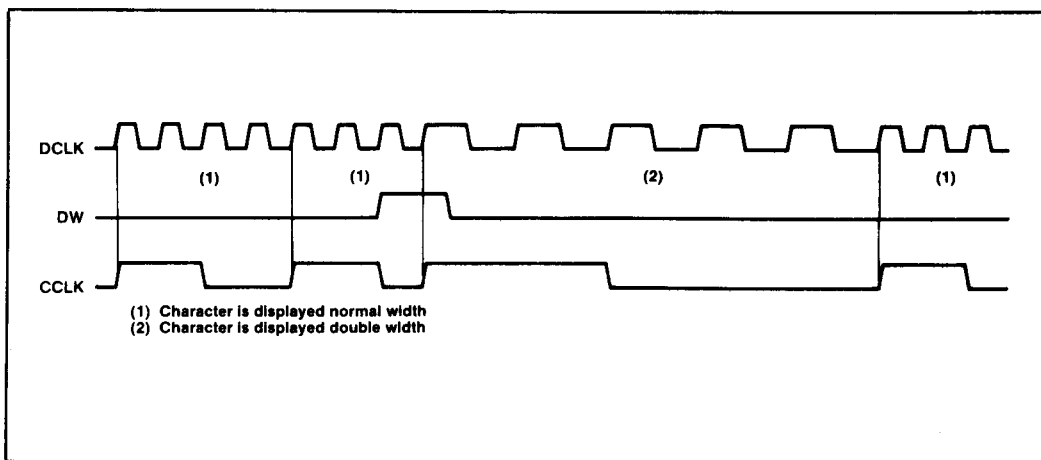 DCLK
(1) (1) (2) (1)
DW
CCLK
(1) Character is displayed normal width
(2) Character is displayed double width